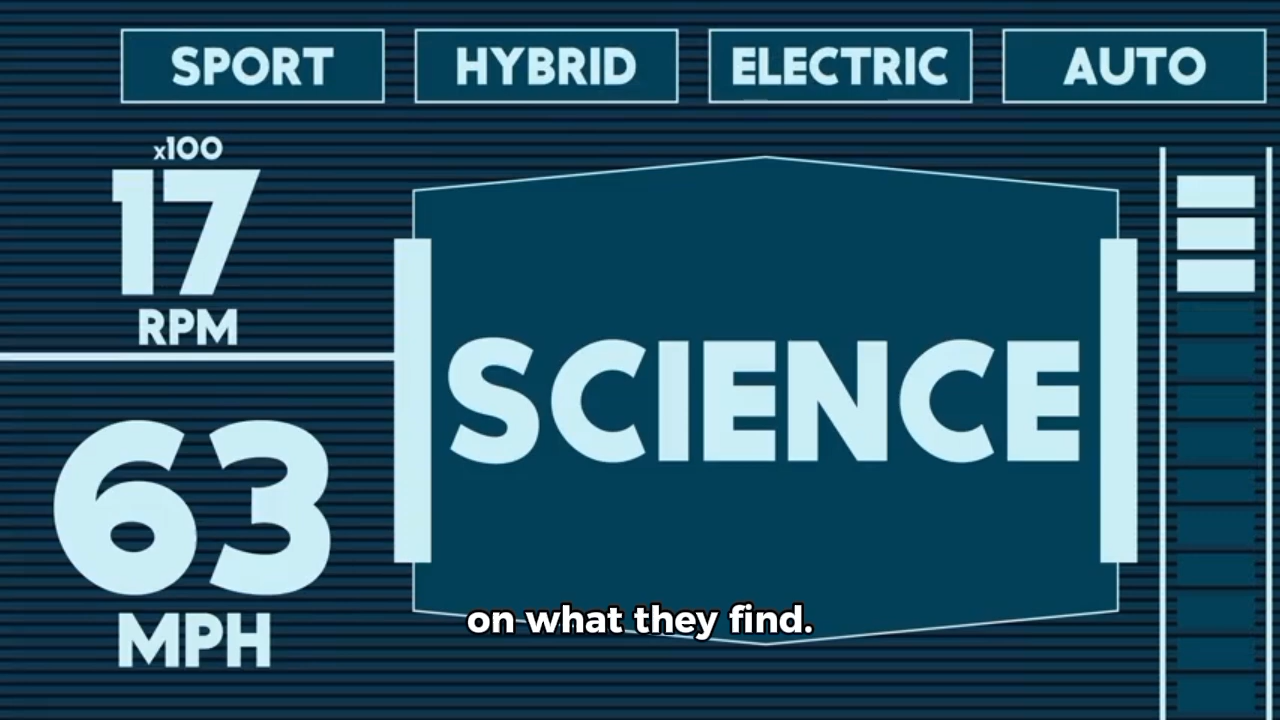 SPORT
HYBRID
ELECTRIC
AUTO
x100
17
RPM
SCIENCE
63
MPH
on what they find.